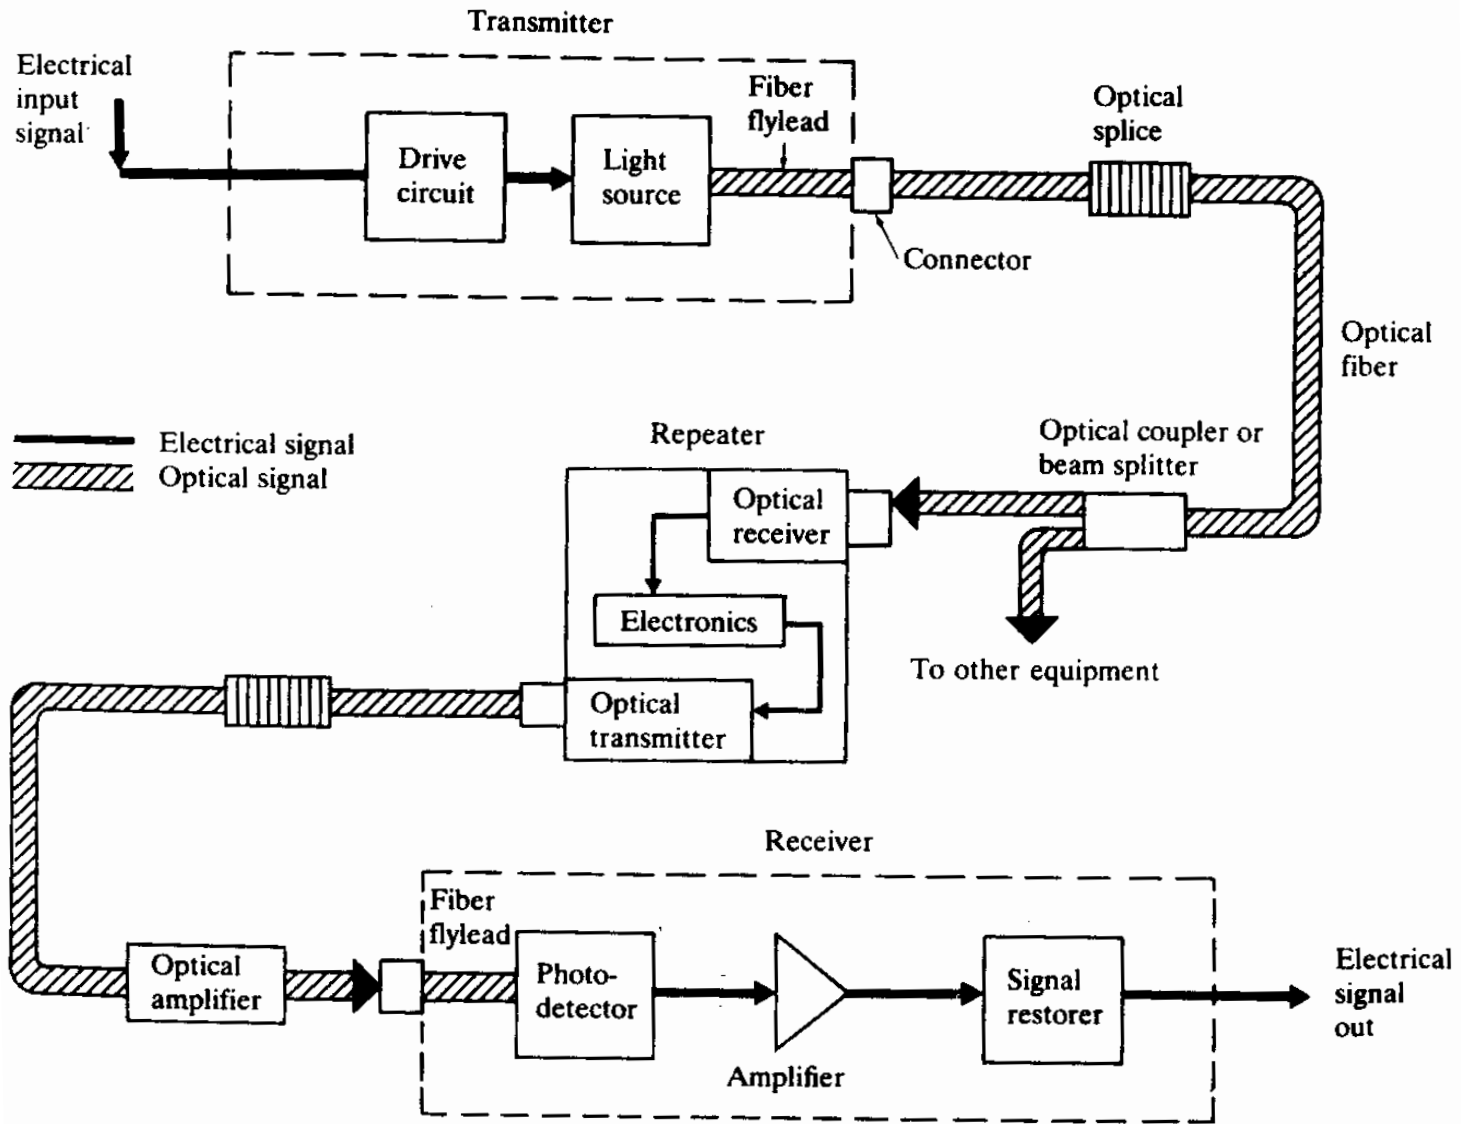 Transmitter
Electrical
input
signal
Fiber
flylead
Drive
circuit
Light
source
Optical
splice
Connector
Optical
fiber
Electrical signal
Optical signal
Repeater
Optical coupler or
beam splitter
Optical
receiver
Electronics
To other equipment
Optical
transmitter
Receiver
Fiber
flylead
Optical
amplifier
Photo-
detector
Amplifier
Signal
restorer
Electrical
signal
out